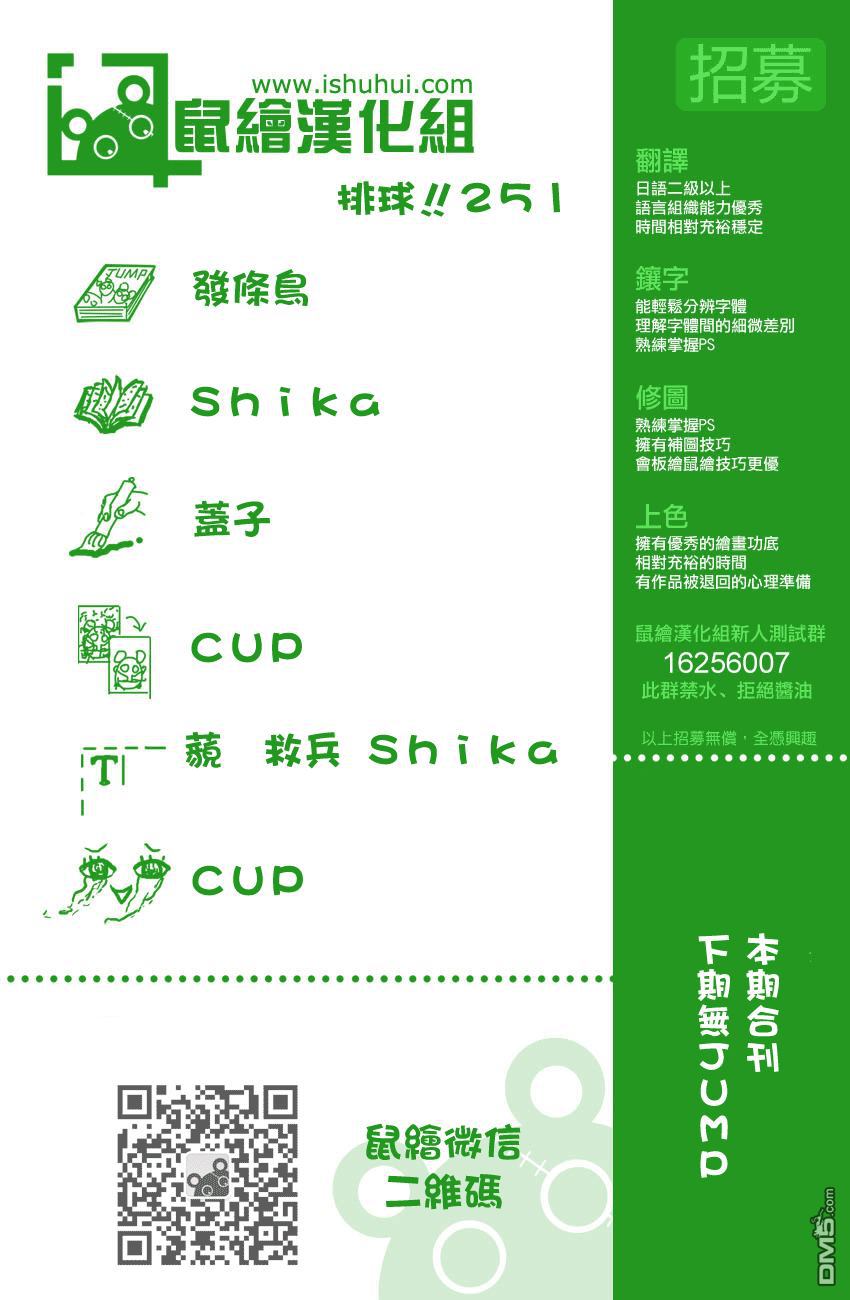 www.ishuhui.com
鼠繪漢化組
排球!!251
JUMP
發條鳥
Shika
蓋子
CUP
T
蘋 救兵 Shika
CUP
鼠繪微信
二維碼
招募
翻譯
日語二級以上
語言組織能力優秀
時間相對充裕穩定
鑲字
能輕鬆分辨字體
理解字體間的細微差別
熟練掌握PS
修圖
熟練掌握PS
擁有補圖技巧
會板繪鼠繪技巧更優
上色
擁有優秀的繪畫功底
相對充裕的時間
有作品被退回的心理準備
鼠繪漢化組新人測試群
16256007
此群禁水、拒絕醬油
以上招募無償，全憑興趣
本期合刊
下期無JUMP
DM5.com